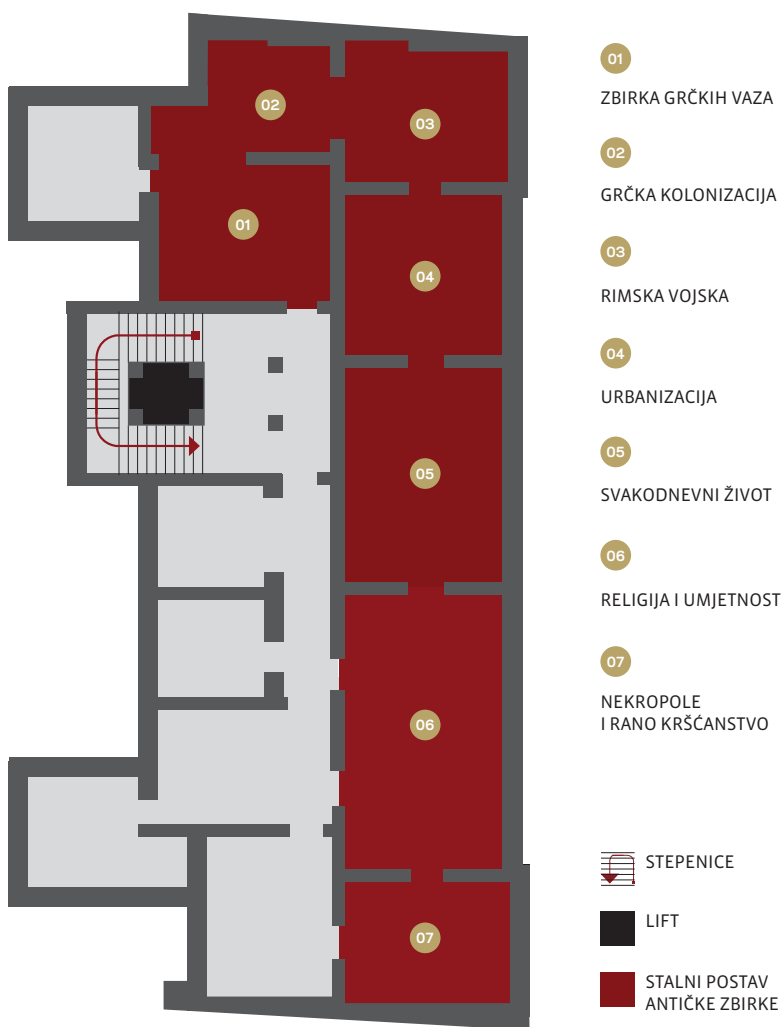 02
03
01
04
05
06
07
01
ZBIRKA GRČKIH VAZA
02
GRČKA KOLONIZACIJA
03
RIMSKA VOJSKA
04
URBANIZACIJA
05
SVAKODNEVNI ŽIVOT
06
RELIGIJA I UMJETNOST
07
NEKROPOLE
I RANO KRŠĆANSTVO
STEPENICE
LIFT
STALNI POSTAV
ANTIČKE ZBIRKE